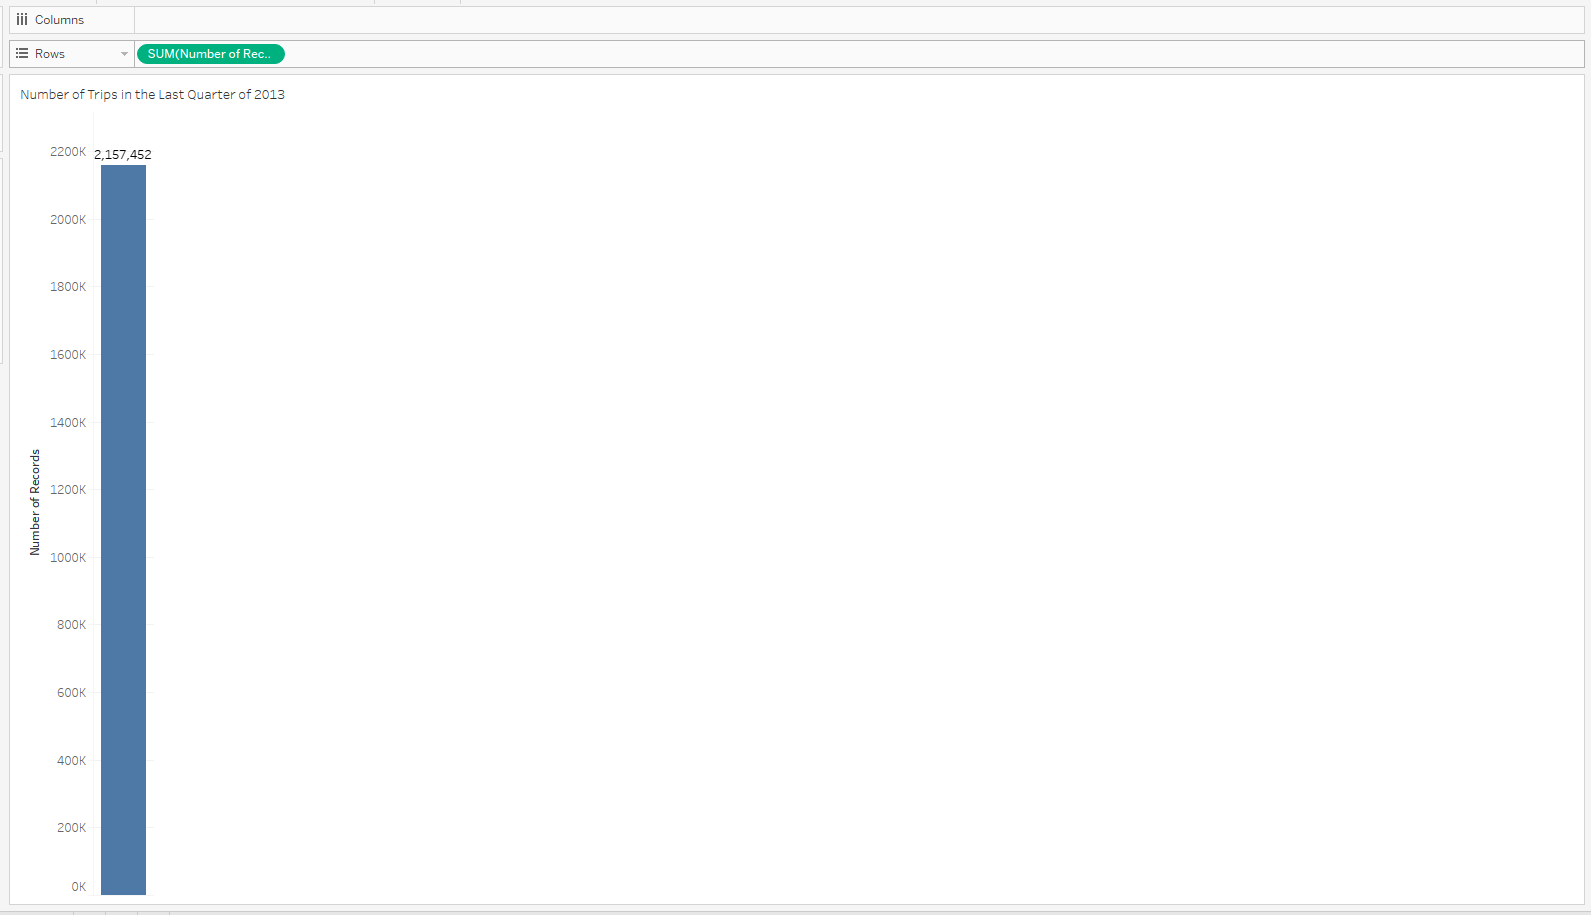 Columns
Rows
SUM(Number of Rec..
Number of Trips in the Last Quarter of 2013
2200K
2,157,452
2000K
1800K
1600K
1400K
1200K
1000K
800K
600K
400K
200K
0K
Number of Records